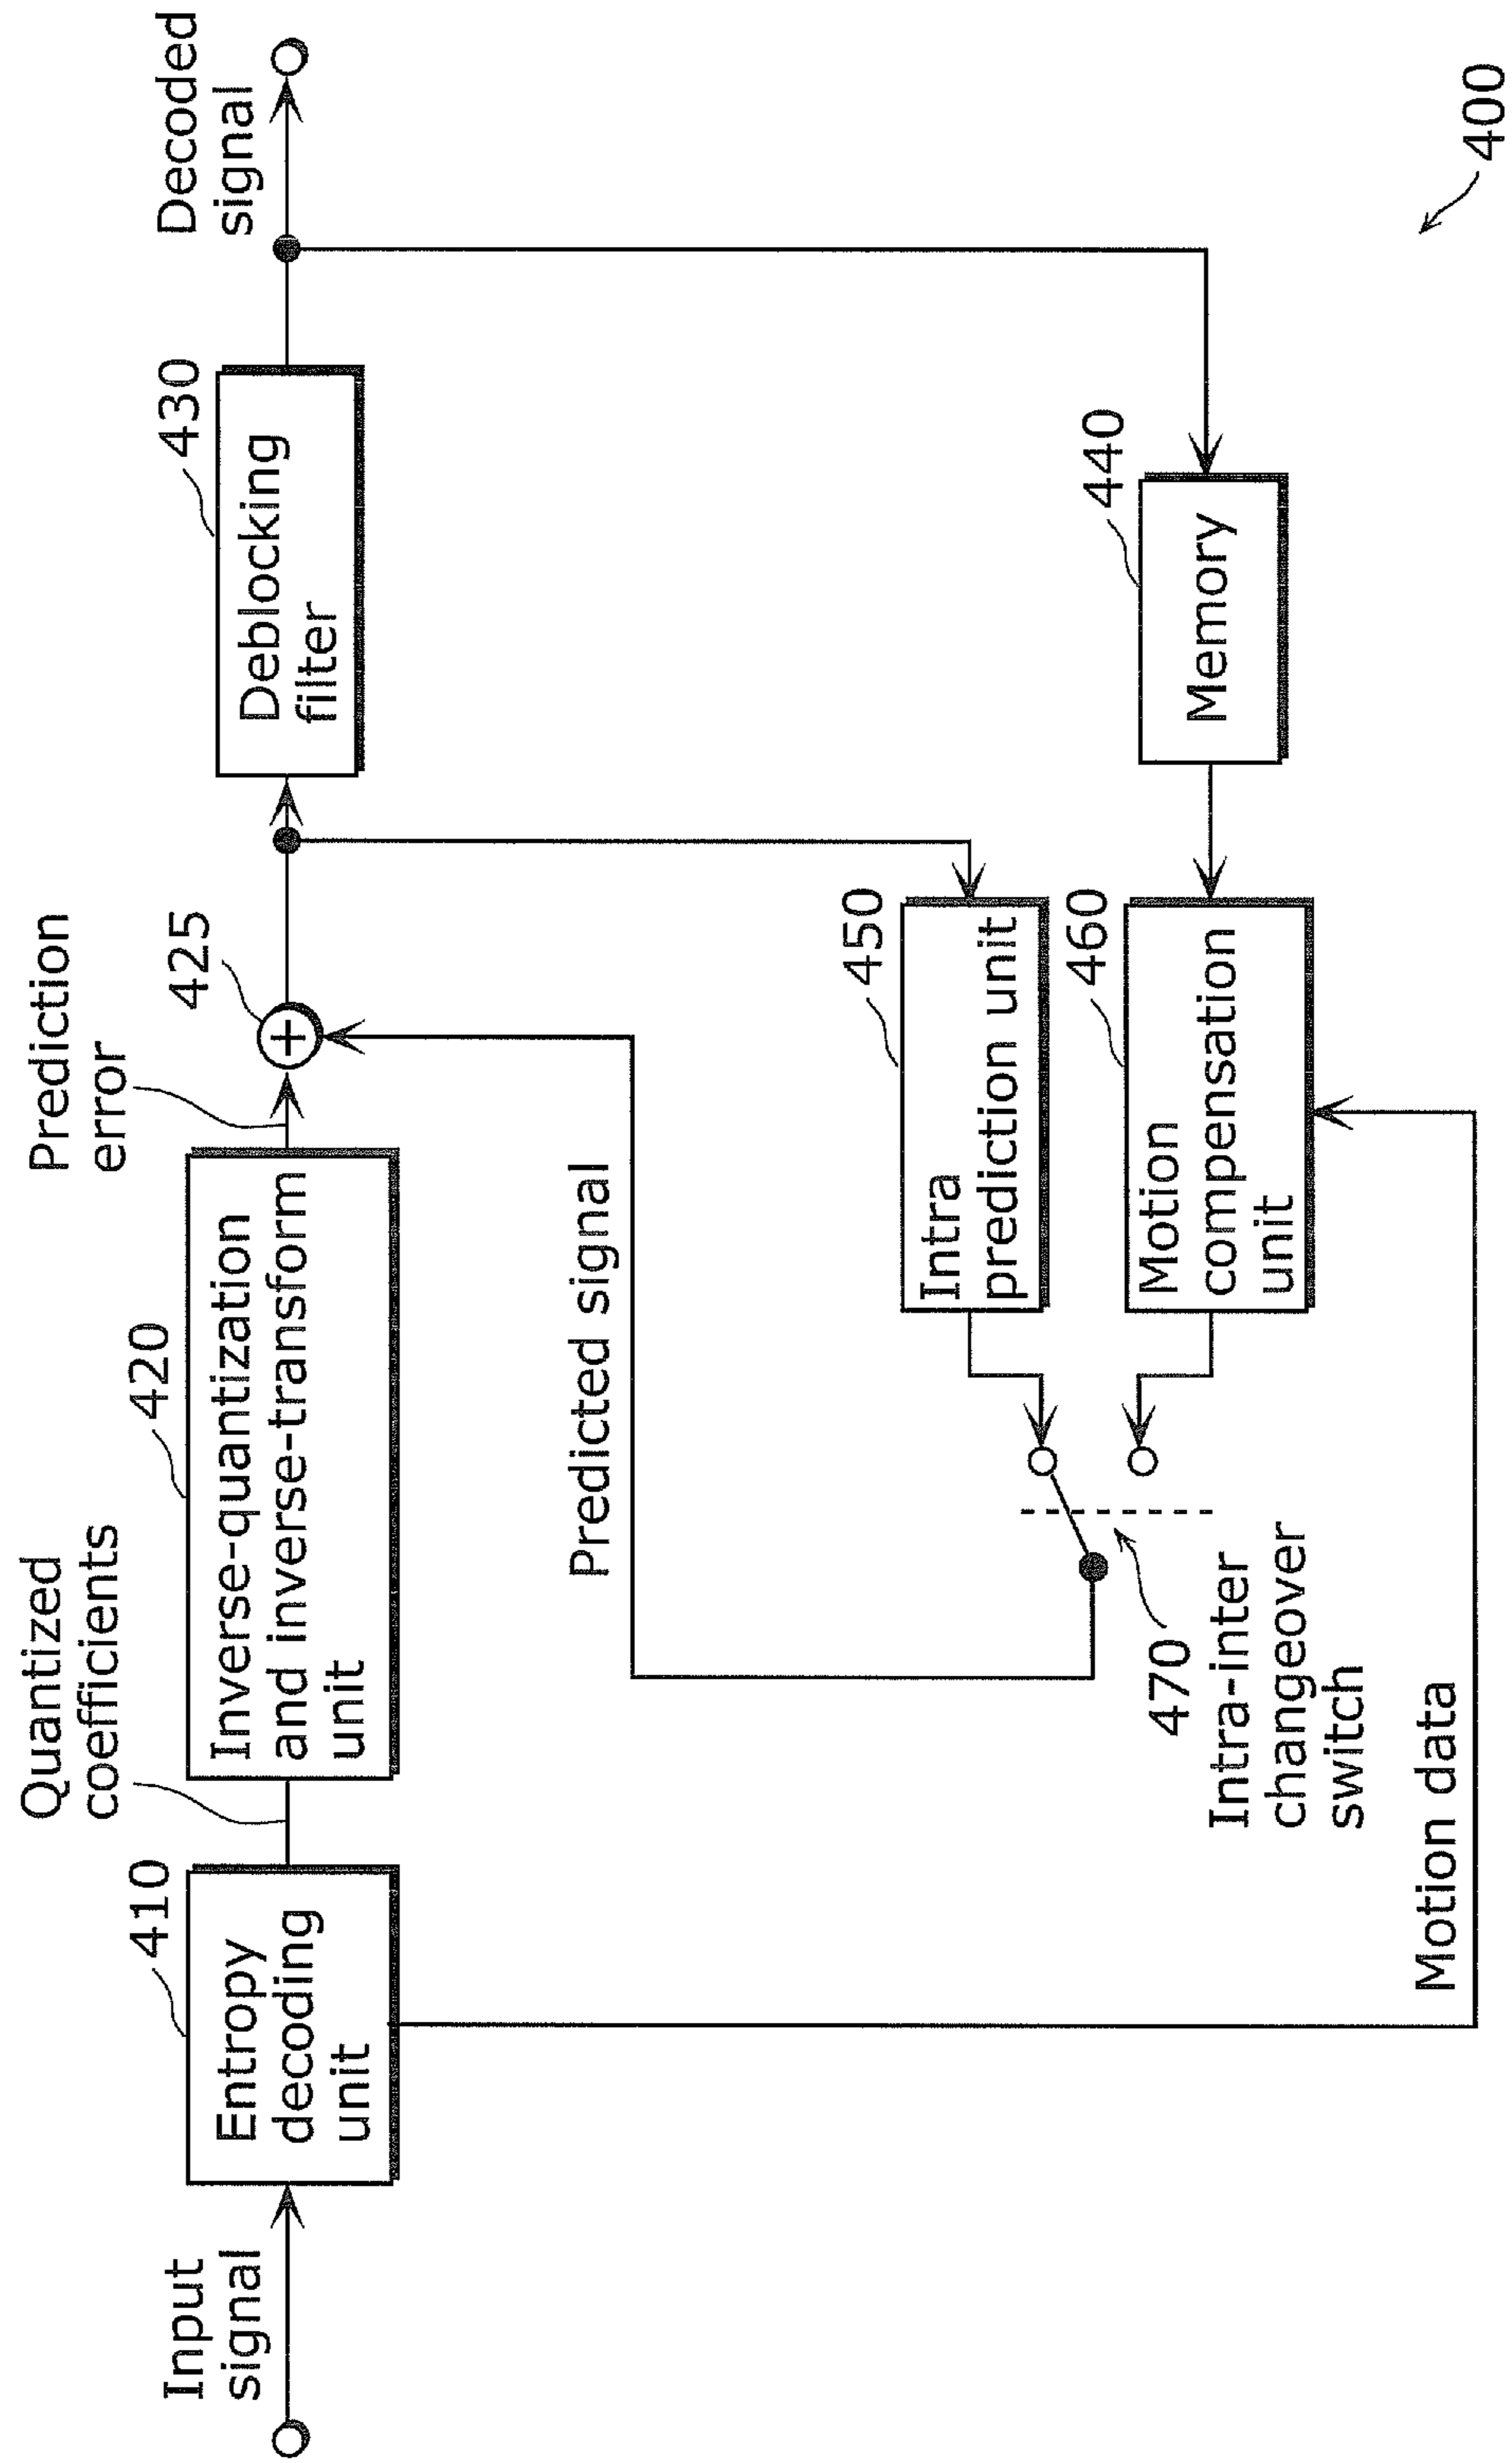 Input
signal
410
Entropy
decoding
unit
Quantized
coefficients
420
Inverse-quantization
and inverse-transform
unit
Prediction
error
425
430
Deblocking
filter
Decoded
signal
Predicted signal
450
Intra
prediction unit
460
Motion
compensation
unit
440
Memory
470
Intra-inter
changeover
switch
Motion data
400